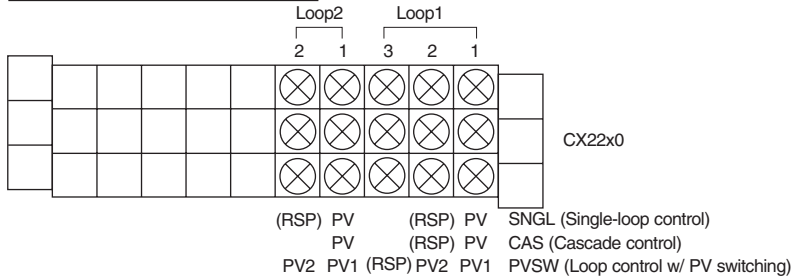 Loop2 Loop1
2 1 3 2 1
CX22x0
(RSP) PV (RSP) PV SNGL (Single-loop control)
PV (RSP) PV CAS (Cascade control)
PV2 PV1 (RSP) PV2 PV1 PVSW (Loop control w/ PV switching)